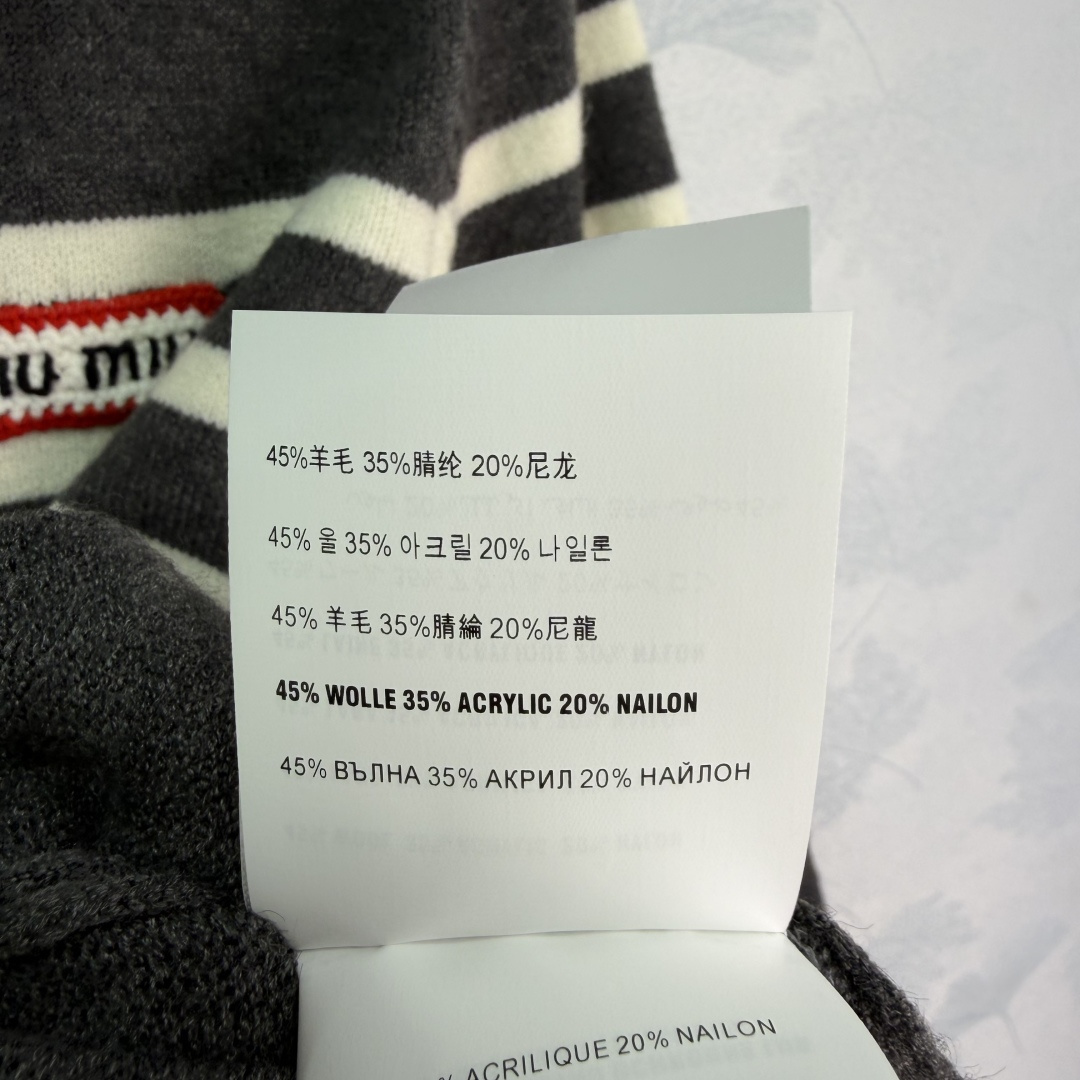 MIU
45%羊毛 35%腈纶 20%尼龙
45% 울 35% 아크릴 20% 나일론
45% 羊毛 35%腈綸 20%尼龍
45% WOLLE 35% ACRYLIC 20% NAILON
45% ВЪЛНА 35% АКРИЛ 20% НАЙЛОН
% ACRILIQUE 20% NAILON